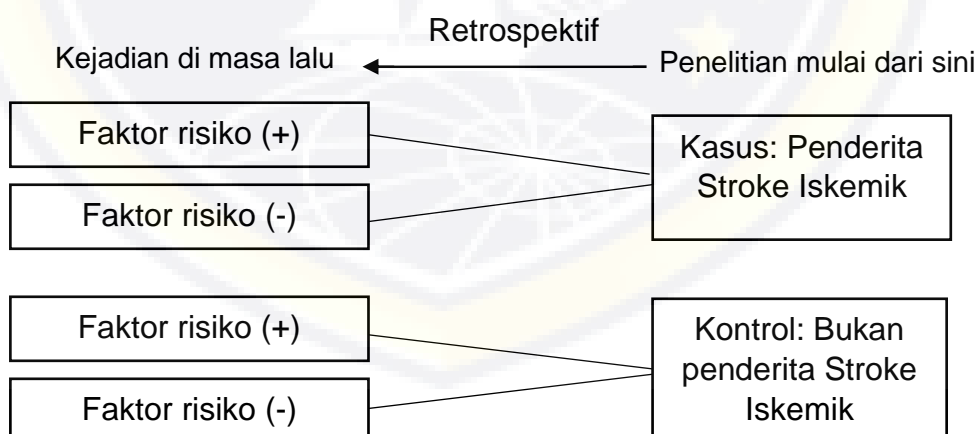 Retrospektif
Kejadian di masa lalu
Penelitian mulai dari sini
Faktor risiko (+)
Faktor risiko (-)
Kasus: Penderita
Stroke Iskemik
Faktor risiko (+)
Faktor risiko (-)
Kontrol: Bukan
penderita Stroke
Iskemik